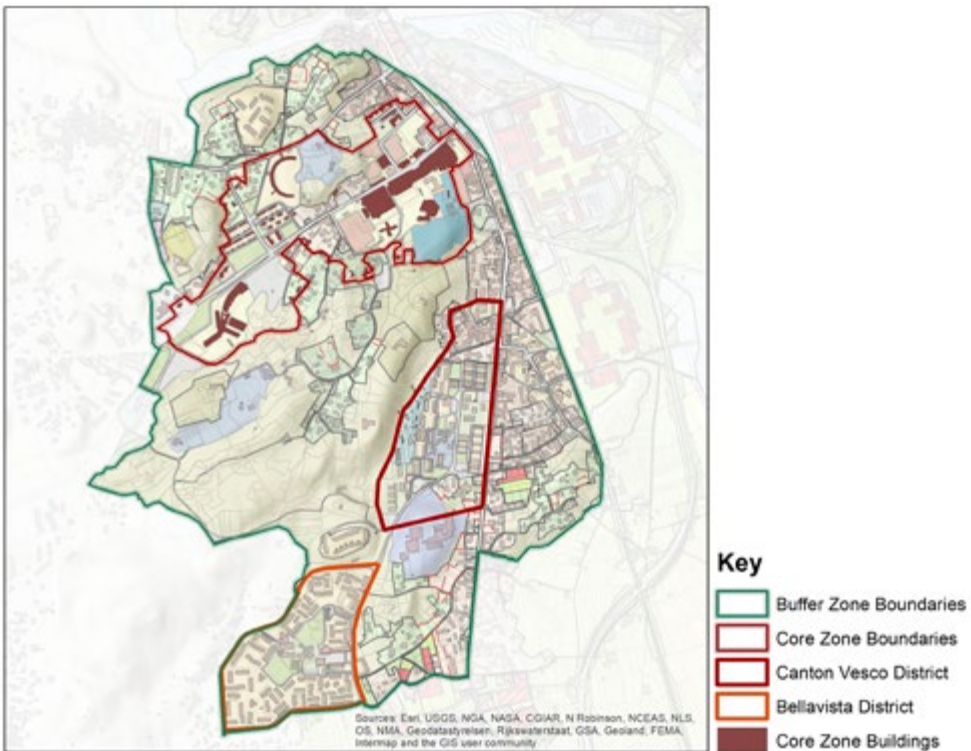 Key
Buffer Zone Boundaries
Core Zone Boundaries
Canton Vesco District
Bellavista District
Core Zone Buildings
Sources: Esri, USGS, NGA, NASA, CGIAR, N Robinson, NCEAS, NLS,
OS, NMA, Geodatastyrelsen, Rijkswaterstaat, GSA, Geoland, FEMA,
Intermap and the GIS user community